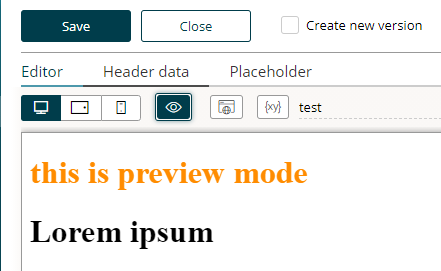 Save Close Create new version
Editor Header data Placeholder
{xy} test
this is preview mode
Lorem ipsum